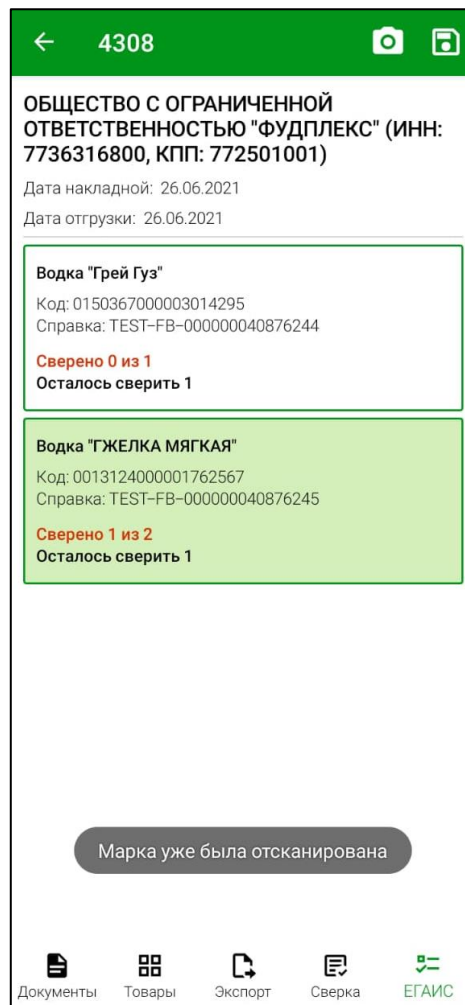 4308
ОБЩЕСТВО С ОГРАНИЧЕННОЙ
ОТВЕТСТВЕННОСТЬЮ "ФУДПЛЕКС" (ИНН:
7736316800, КПП: 772501001)
Дата накладной: 26.06.2021
Дата отгрузки: 26.06.2021
Водка "Грей Гуз"
Код: 0150367000003014295
Справка: TEST-FB-000000040876244
Сверено 0 из 1
Осталось сверить 1
Водка "ГЖЕЛКА МЯГКАЯ"
Код: 0013124000001762567
Справка: TEST-FB-000000040876245
Сверено 1 из 2
Осталось сверить 1
Марка уже была отсканирована
Документы Товары Экспорт Сверка ЕГАИС